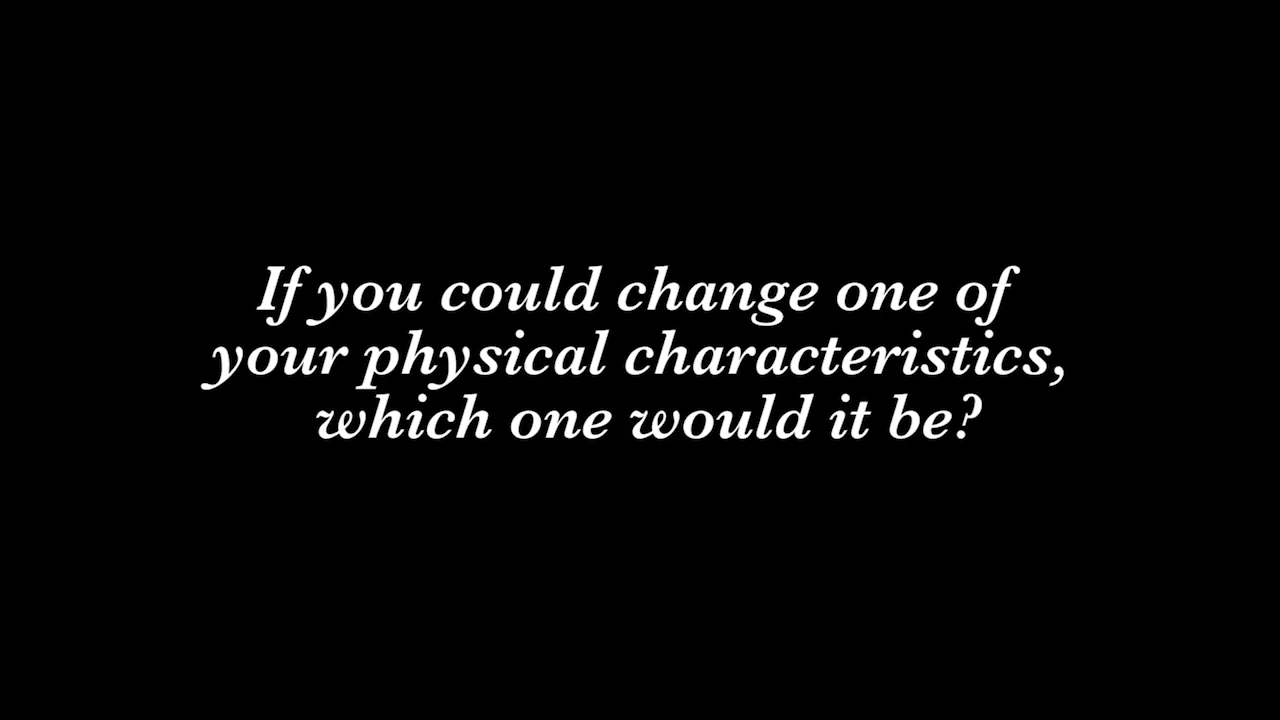 If you could change one of
your physical characteristics,
which one would it be?